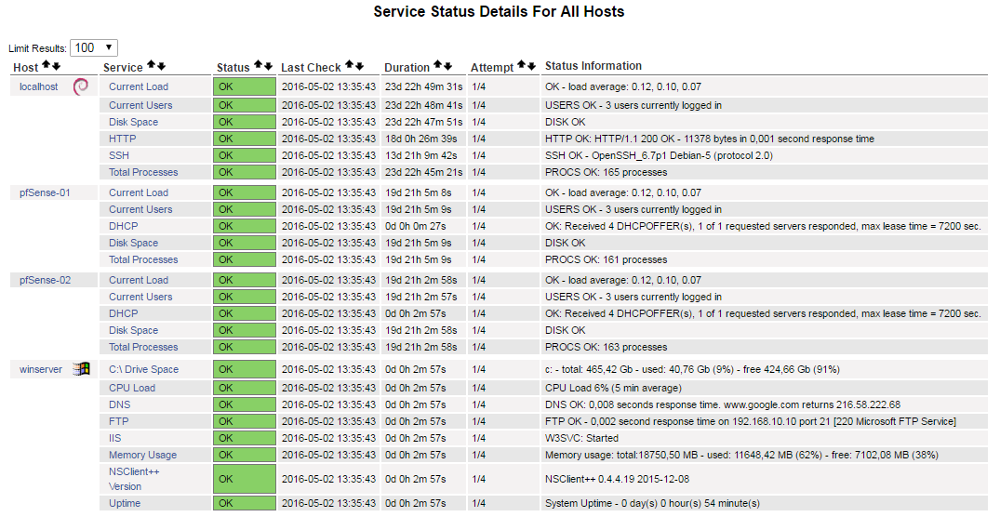 Service Status Details For All Hosts
Limit Results: 100
Host Service Status Last Check Duration Attempt Status Information
localhost Current Load OK 2016-05-02 13:35:43 23d 22h 49m 31s 1/4 OK - load average: 0.12, 0.10, 0.07
Current Users OK 2016-05-02 13:35:43 23d 22h 48m 41s 1/4 USERS OK - 3 users currently logged in
Disk Space OK 2016-05-02 13:35:43 23d 22h 47m 51s 1/4 DISK OK
HTTP OK 2016-05-02 13:35:43 18d 0h 26m 39s 1/4 HTTP OK: HTTP/1.1 200 OK - 11378 bytes in 0,001 second response time
SSH OK 2016-05-02 13:35:43 13d 21h 9m 42s 1/4 SSH OK - OpenSSH_6.7p1 Debian-5 (protocol 2.0)
Total Processes OK 2016-05-02 13:35:43 23d 22h 45m 21s 1/4 PROCS OK: 165 processes
pfSense-01 Current Load OK 2016-05-02 13:35:43 19d 21h 5m 8s 1/4 OK - load average: 0.12, 0.10, 0.07
Current Users OK 2016-05-02 13:35:43 19d 21h 5m 9s 1/4 USERS OK - 3 users currently logged in
DHCP OK 2016-05-02 13:35:43 0d 0h 0m 27s 1/4 OK: Received 4 DHCPOFFER(s), 1 of 1 requested servers responded, max lease time = 7200 sec.
Disk Space OK 2016-05-02 13:35:43 19d 21h 5m 9s 1/4 DISK OK
Total Processes OK 2016-05-02 13:35:43 19d 21h 5m 9s 1/4 PROCS OK: 161 processes
pfSense-02 Current Load OK 2016-05-02 13:35:43 19d 21h 2m 58s 1/4 OK - load average: 0.12, 0.10, 0.07
Current Users OK 2016-05-02 13:35:43 19d 21h 2m 57s 1/4 USERS OK - 3 users currently logged in
DHCP OK 2016-05-02 13:35:43 0d 0h 2m 57s 1/4 OK: Received 4 DHCPOFFER(s), 1 of 1 requested servers responded, max lease time = 7200 sec.
Disk Space OK 2016-05-02 13:35:43 19d 21h 2m 58s 1/4 DISK OK
Total Processes OK 2016-05-02 13:35:43 19d 21h 2m 58s 1/4 PROCS OK: 163 processes
winserver C:\ Drive Space OK 2016-05-02 13:35:43 0d 0h 2m 57s 1/4 c: - total: 465,42 Gb - used: 40,76 Gb (9%) - free 424,66 Gb (91%)
CPU Load OK 2016-05-02 13:35:43 0d 0h 2m 57s 1/4 CPU Load 6% (5 min average)
DNS OK 2016-05-02 13:35:43 0d 0h 2m 57s 1/4 DNS OK: 0,008 seconds response time. www.google.com returns 216.58.222.68
FTP OK 2016-05-02 13:35:43 0d 0h 2m 57s 1/4 FTP OK - 0,002 second response time on 192.168.10.10 port 21 [220 Microsoft FTP Service]
IIS OK 2016-05-02 13:35:43 0d 0h 2m 57s 1/4 W3SVC: Started
Memory Usage OK 2016-05-02 13:35:43 0d 0h 2m 57s 1/4 Memory usage: total:18750,50 MB - used: 11648,42 MB (62%) - free: 7102,08 MB (38%)
NSClient++
Version OK 2016-05-02 13:35:43 0d 0h 2m 57s 1/4 NSClient++ 0.4.4.19 2015-12-08
Uptime OK 2016-05-02 13:35:43 0d 0h 2m 57s 1/4 System Uptime - 0 day(s) 0 hour(s) 54 minute(s)